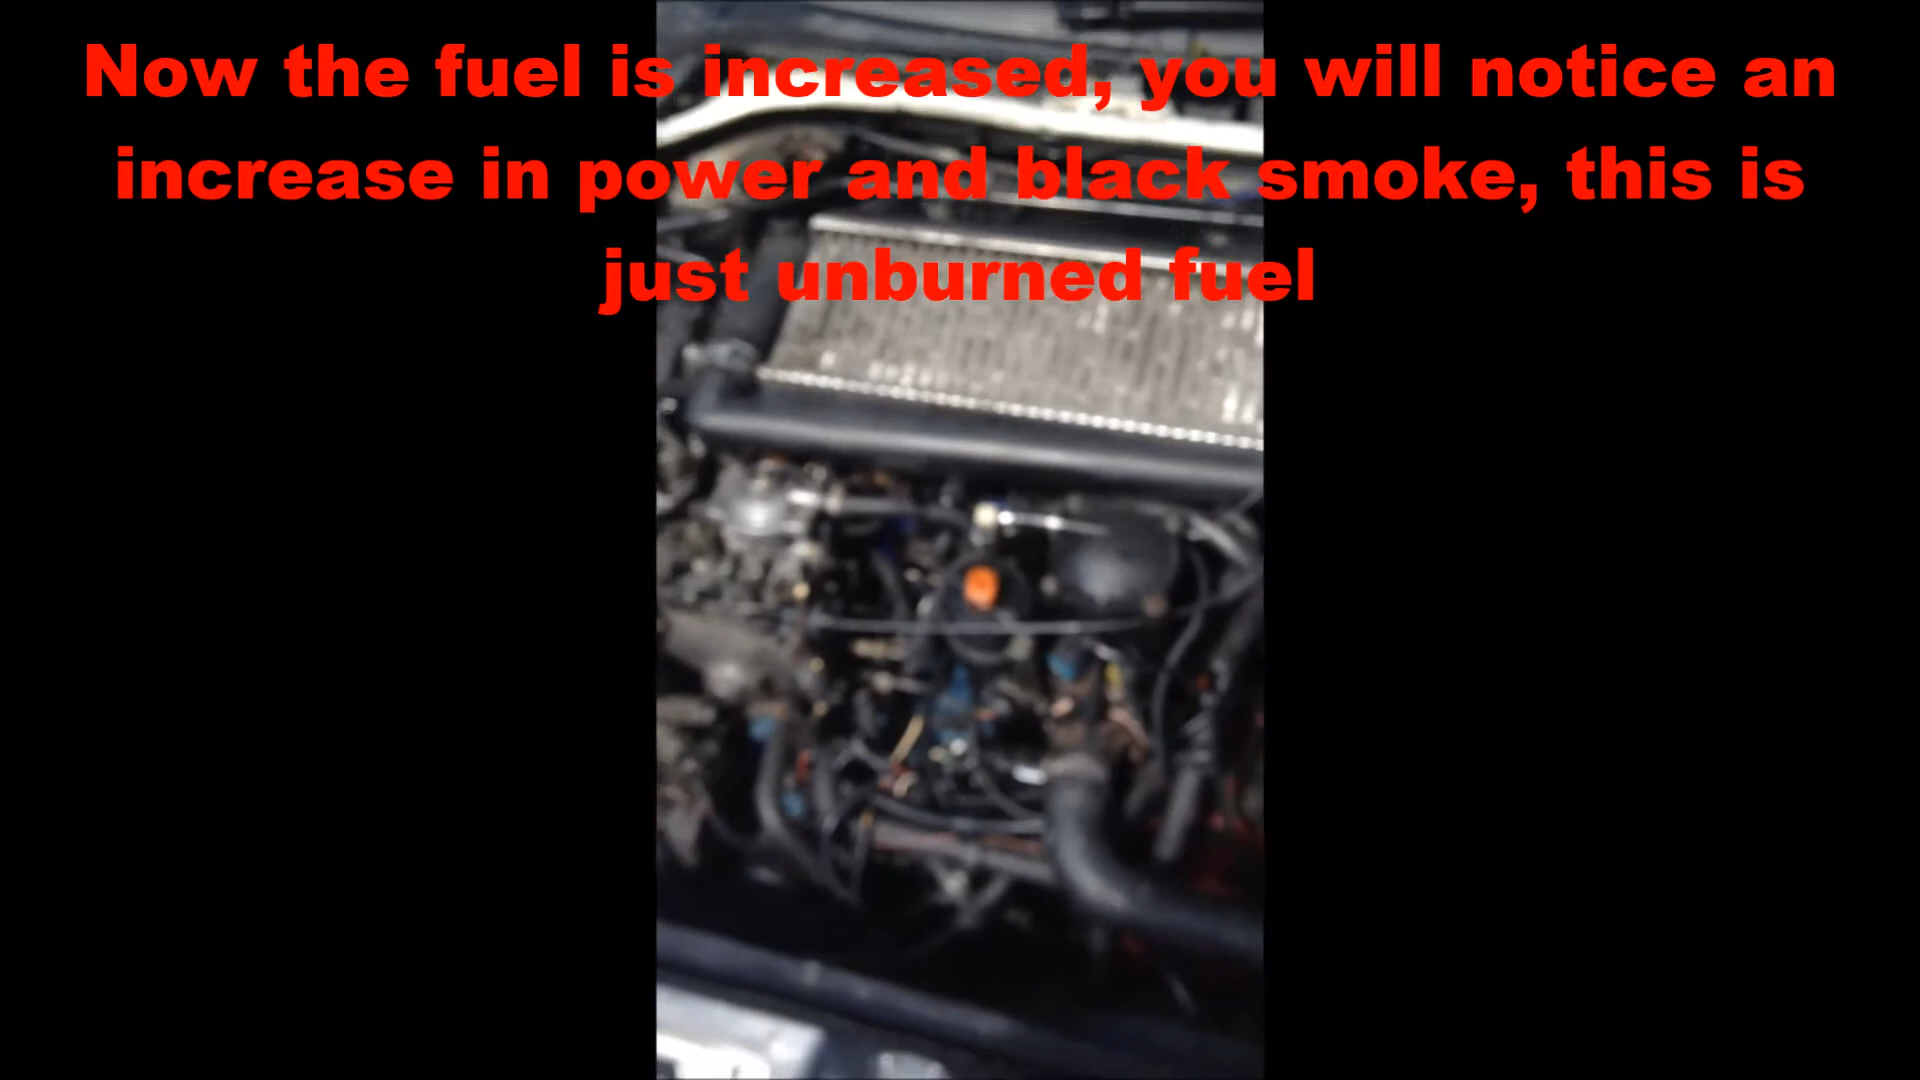 Now the fuel is increased, you will notice an
increase in power and black smoke, this is
just unburned fuel